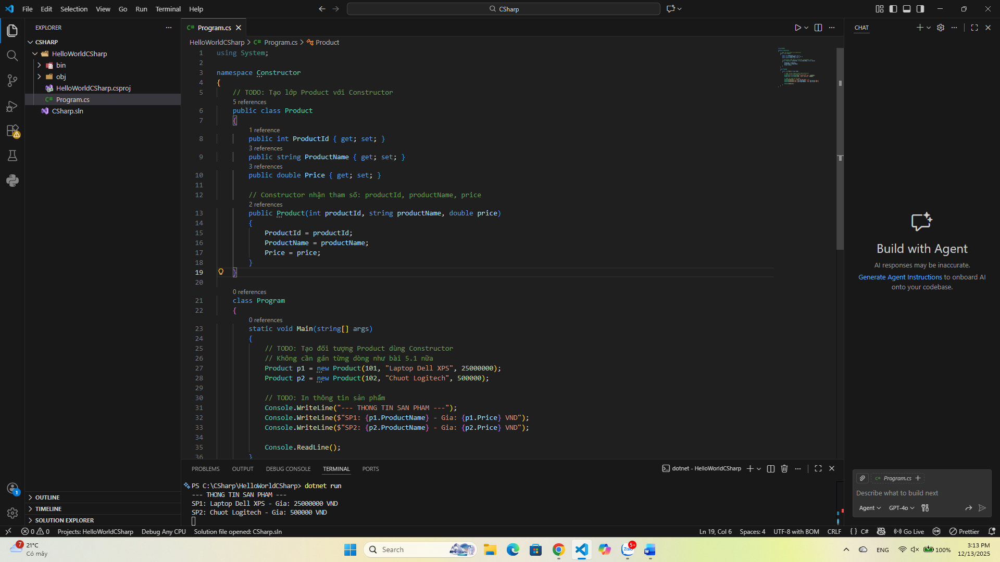 File Edit Selection View Go Run Terminal Help
CSharp
EXPLORER
CSHARP
HelloWorldCSharp
bin
obj
HelloWorldCSharp.csproj
C# Program.cs
CSharp.sln
OUTLINE
TIMELINE
SOLUTION EXPLORER
C# Program.cs
HelloWorldCSharp > C# Program.cs > Product
1 using System;
2
3 namespace Constructor
4 {
5 // TODO: Tạo lớp Product với Constructor
5 references
6 public class Product
7 {
1 reference
8 public int ProductId { get; set; }
3 references
9 public string ProductName { get; set; }
3 references
10 public double Price { get; set; }
11
12 // Constructor nhận tham số: productId, productName, price
2 references
13 public Product(int productId, string productName, double price)
14 {
15 ProductId = productId;
16 ProductName = productName;
17 Price = price;
18 }
19 }
20
0 references
21 class Program
22 {
0 references
23 static void Main(string[] args)
24 {
25 // TODO: Tạo đối tượng Product dùng Constructor
26 // Không cần gán từng dòng như bài 5.1 nữa
27 Product p1 = new Product(101, "Laptop Dell XPS", 25000000);
28 Product p2 = new Product(102, "Chuot Logitech", 500000);
29
30 // TODO: In thông tin sản phẩm
31 Console.WriteLine("--- THONG TIN SAN PHAM ---");
32 Console.WriteLine($"SP1: {p1.ProductName} - Gia: {p1.Price} VND");
33 Console.WriteLine($"SP2: {p2.ProductName} - Gia: {p2.Price} VND");
34
35 Console.ReadLine();
36 }
PROBLEMS OUTPUT DEBUG CONSOLE TERMINAL PORTS
dotnet - HelloWorldCSharp
PS C:\CSharp\HelloWorldCSharp> dotnet run
--- THONG TIN SAN PHAM ---
SP1: Laptop Dell XPS - Gia: 25000000 VND
SP2: Chuot Logitech - Gia: 500000 VND
CHAT
Build with Agent
AI responses may be inaccurate.
Generate Agent Instructions to onboard AI
onto your codebase.
C# Program.cs
Describe what to build next
Agent GPT-4o
1
0 0 Projects: HelloWorldCSharp Debug Any CPU Solution file opened: CSharp.sln
Ln 19, Col 6 Spaces: 4 UTF-8 with BOM CRLF { } C# Go Live Prettier
7
21°C
Có mây
Search
Zalo
5+
ENG
100%
3:13 PM
12/13/2025